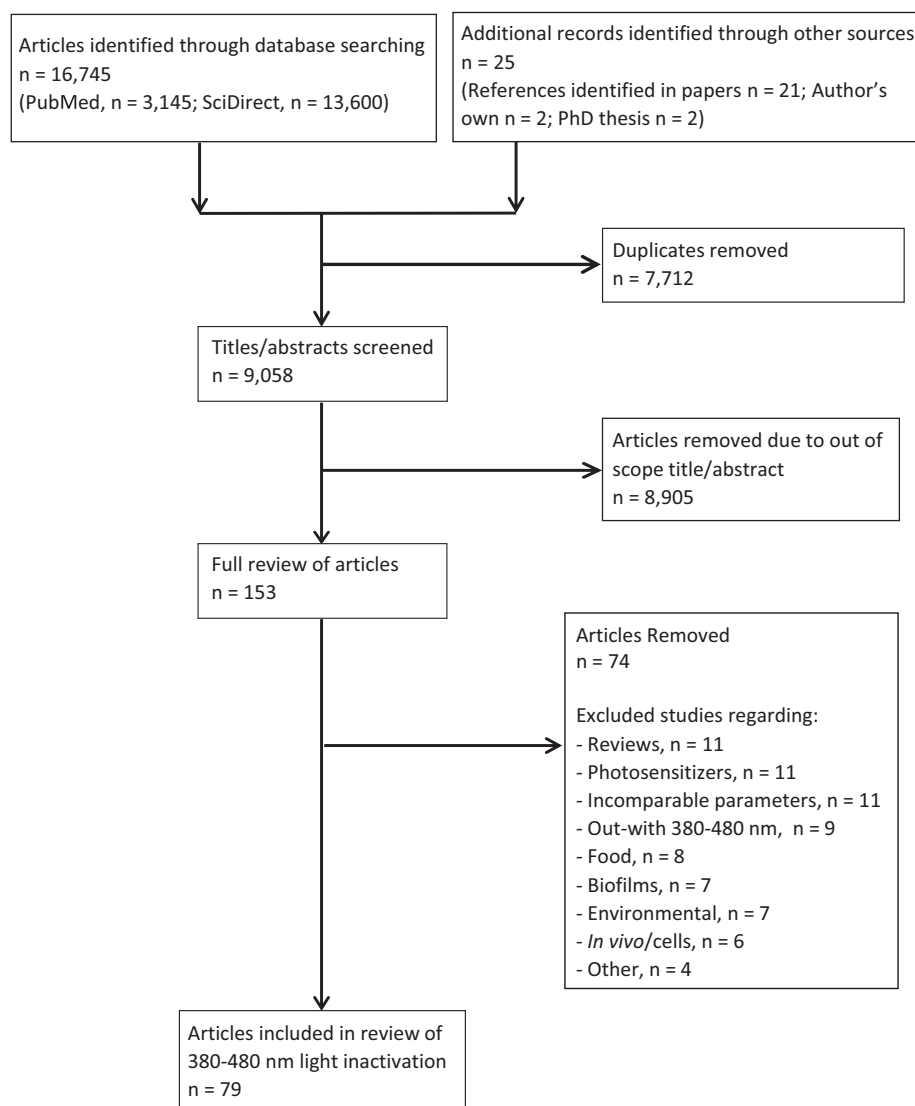 Articles identified through database searching
n = 16,745
(PubMed, n = 3,145; SciDirect, n = 13,600)
Additional records identified through other sources
n = 25
(References identified in papers n = 21; Author's
own n = 2; PhD thesis n = 2)
Duplicates removed
n = 7,712
Titles/abstracts screened
n = 9,058
Articles removed due to out of
scope title/abstract
n = 8,905
Full review of articles
n = 153
Articles Removed
n = 74
Excluded studies regarding:
- Reviews, n = 11
- Photosensitizers, n = 11
- Incomparable parameters, n = 11
- Out-with 380-480 nm, n = 9
- Food, n = 8
- Biofilms, n = 7
- Environmental, n = 7
- In vivo/cells, n = 6
- Other, n = 4
Articles included in review of
380-480 nm light inactivation
n = 79